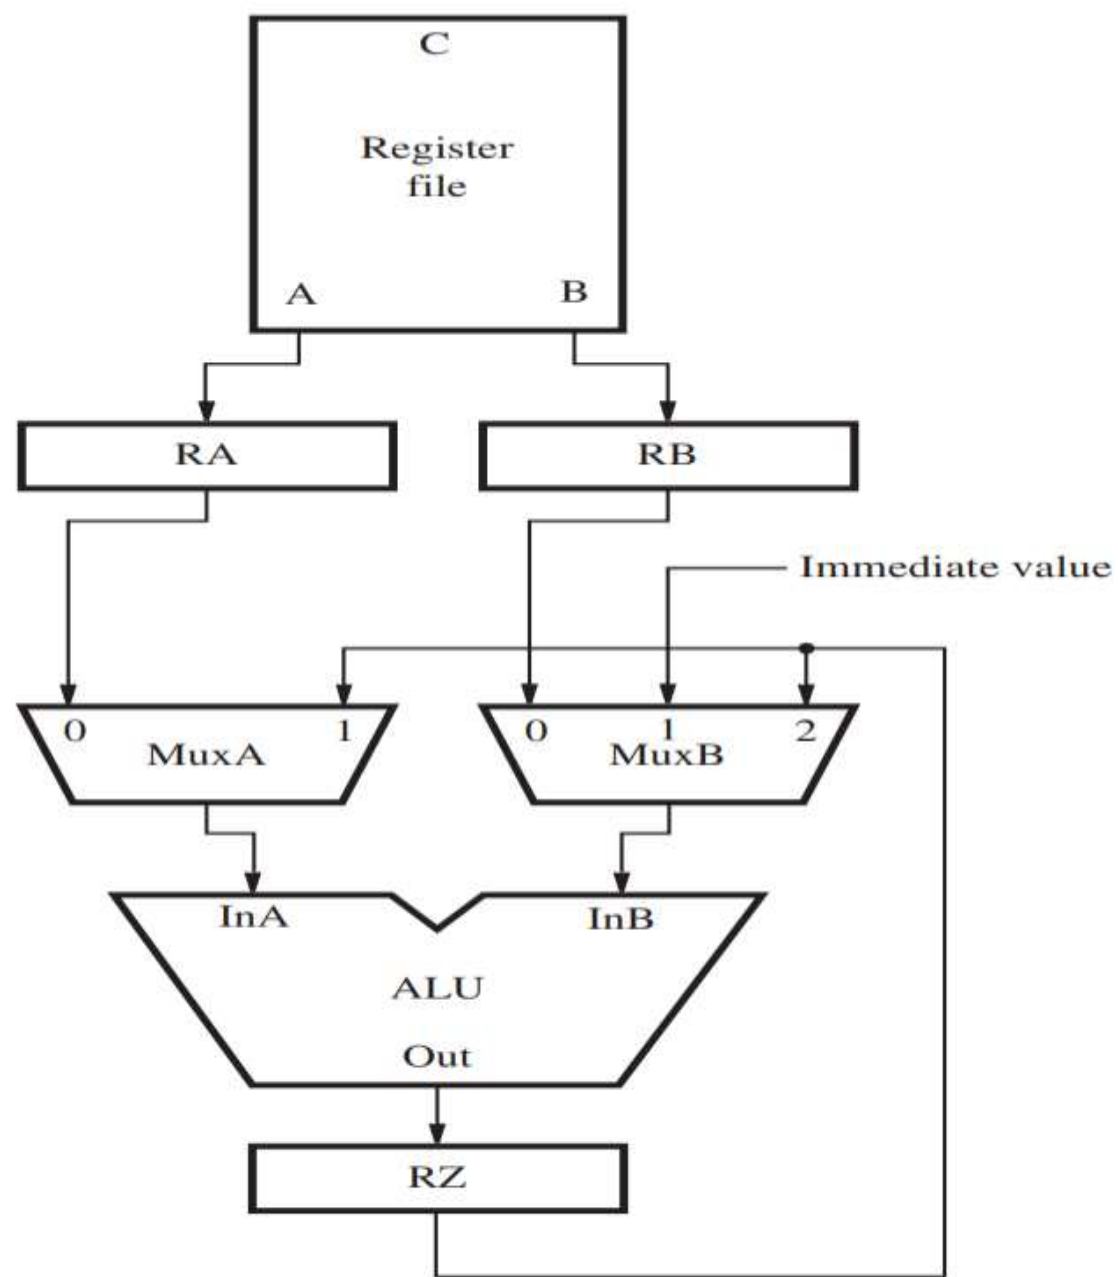 C
Register
file
A B
RA RB
Immediate value
0 1 0 1 2
MuxA MuxB
InA InB
ALU
Out
RZ